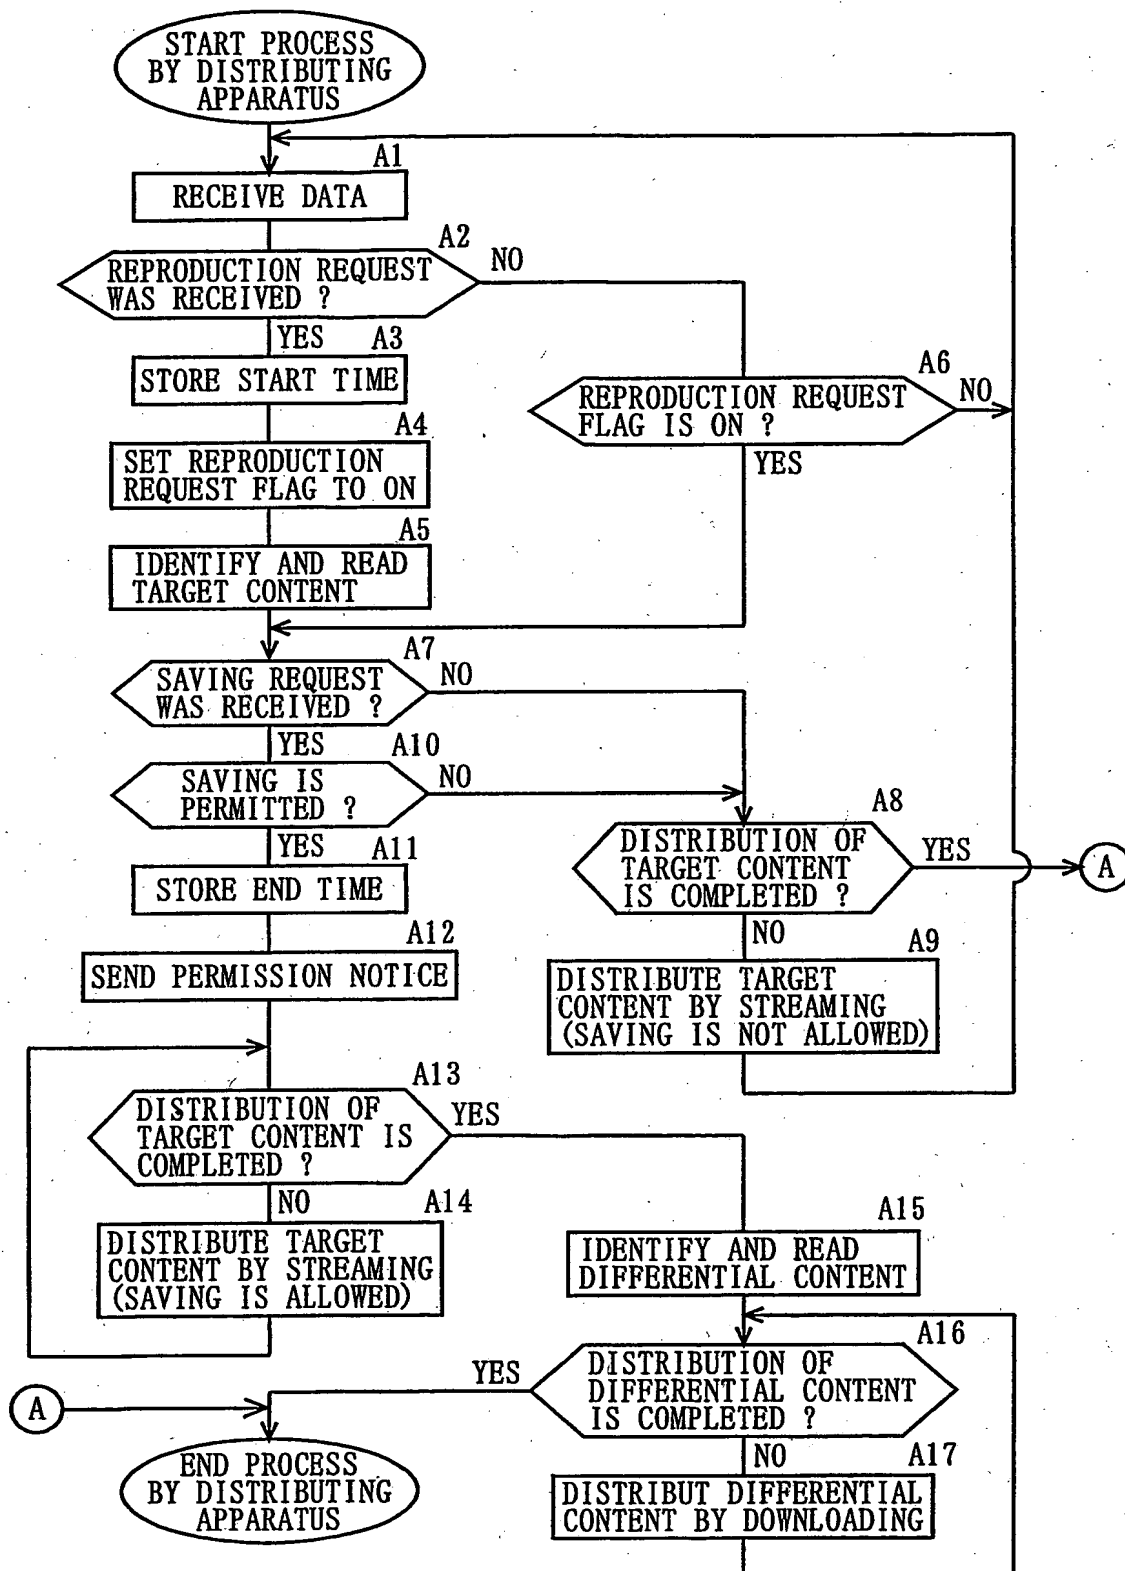 START PROCESS
BY DISTRIBUTING
APPARATUS
A1
RECEIVE DATA
A2
REPRODUCTION REQUEST
WAS RECEIVED ?
NO
YES
A3
STORE START TIME
A6
REPRODUCTION REQUEST
FLAG IS ON ?
NO
YES
A4
SET REPRODUCTION
REQUEST FLAG TO ON
A5
IDENTIFY AND READ
TARGET CONTENT
A7
SAVING REQUEST
WAS RECEIVED ?
NO
YES
A10
SAVING IS
PERMITTED ?
NO
YES
A8
DISTRIBUTION OF
TARGET CONTENT
IS COMPLETED ?
YES
A
NO
A11
STORE END TIME
A12
SEND PERMISSION NOTICE
A9
DISTRIBUTE TARGET
CONTENT BY STREAMING
(SAVING IS NOT ALLOWED)
A13
DISTRIBUTION OF
TARGET CONTENT IS
COMPLETED ?
YES
NO
A14
DISTRIBUTE TARGET
CONTENT BY STREAMING
(SAVING IS ALLOWED)
A15
IDENTIFY AND READ
DIFFERENTIAL CONTENT
A16
DISTRIBUTION OF
DIFFERENTIAL CONTENT
IS COMPLETED ?
YES
NO
A
END PROCESS
BY DISTRIBUTING
APPARATUS
A17
DISTRIBUT DIFFERENTIAL
CONTENT BY DOWNLOADING